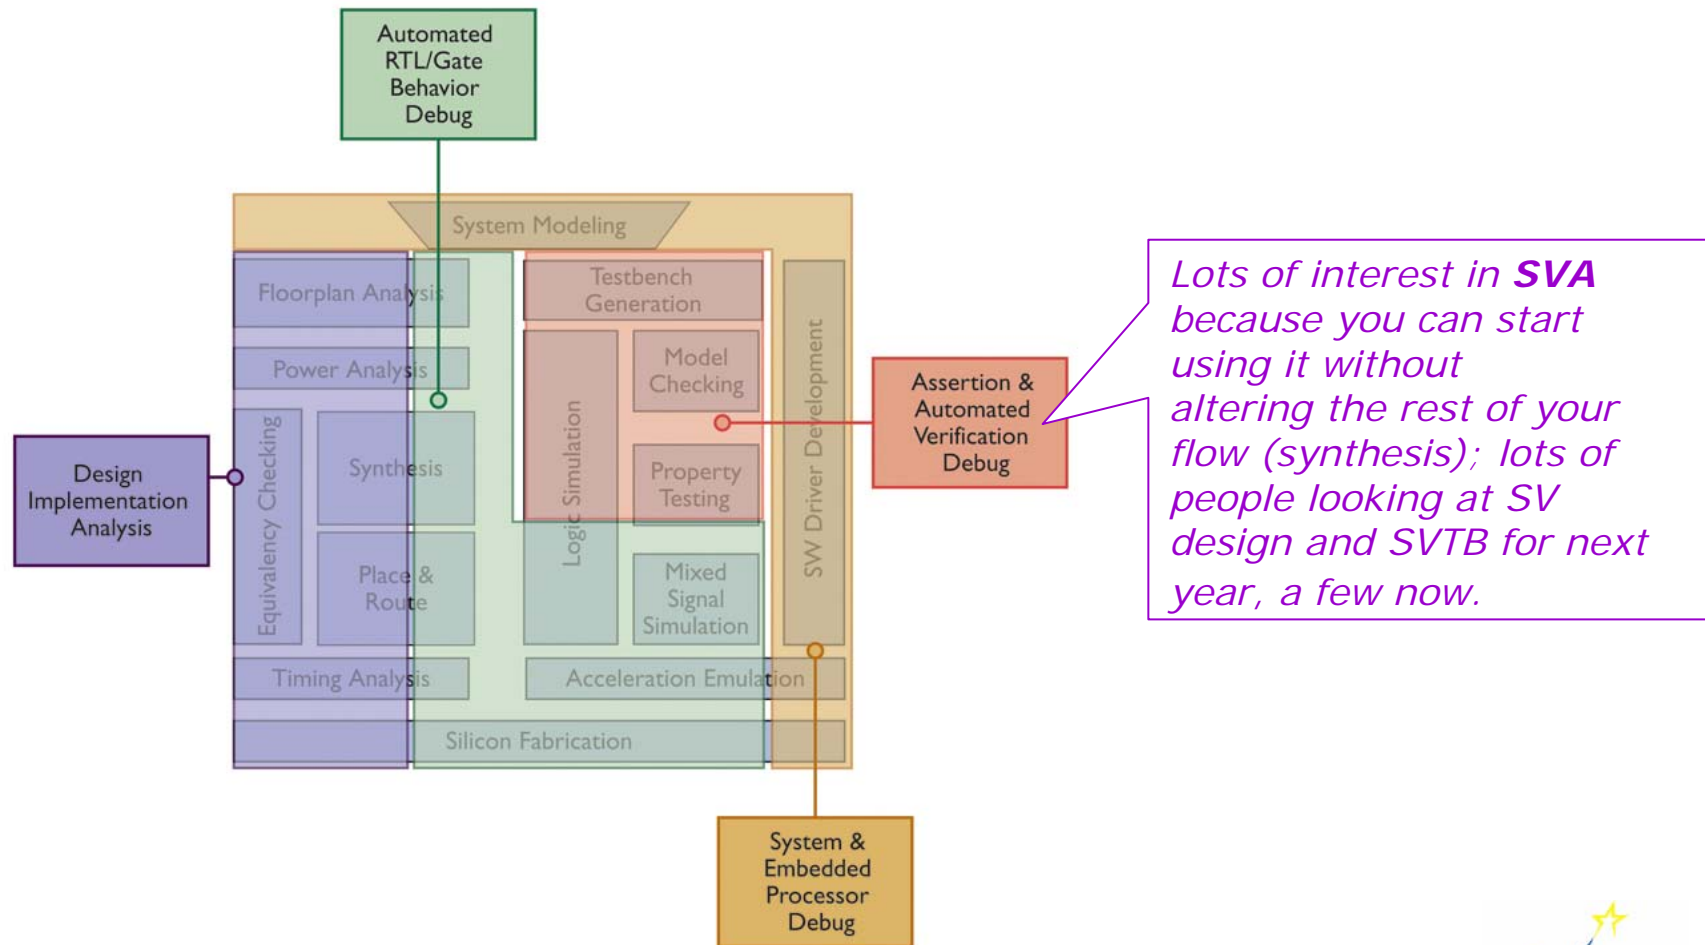 Automated
RTL/Gate
Behavior
Debug
System Modeling
Floorplan Analysis
Testbench
Generation
Power Analysis
Model
Checking
Equivalency Checking
Synthesis
Logic Simulation
Property
Testing
SW Driver Development
Place &
Route
Mixed
Signal
Simulation
Timing Analysis
Acceleration Emulation
Silicon Fabrication
Design
Implementation
Analysis
Assertion &
Automated
Verification
Debug
Lots of interest in SVA
because you can start
using it without
altering the rest of your
flow (synthesis); lots of
people looking at SV
design and SVTB for next
year, a few now.
System &
Embedded
Processor
Debug